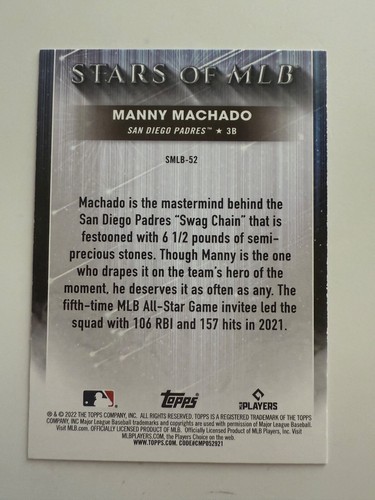 STARS OF MLB™
MANNY MACHADO
SAN DIEGO PADRES™ ★ 3B
SMLB-52
Machado is the mastermind behind the
San Diego Padres “Swag Chain” that is
festooned with 6 1/2 pounds of semi-
precious stones. Though Manny is the one
who drapes it on the team's hero of the
moment, he deserves it as often as any. The
fifth-time MLB All-Star Game invitee led the
squad with 106 RBI and 157 hits in 2021.
topps
MLB PLAYERS
® & © 2022 THE TOPPS COMPANY, INC. ALL RIGHTS RESERVED. TOPPS IS A REGISTERED TRADEMARK OF THE TOPPS
COMPANY, INC Major League Baseball trademarks and copyrights are used with permission of Major League Baseball.
Visit MLB.com. OFFICIALLY LICENSED PRODUCT OF MLB. Officially Licensed Product of MLB Players, Inc. Visit
MLBPLAYERS.com, the Players Choice on the web.
WWW.TOPPS.COM. CODE#CMP052921